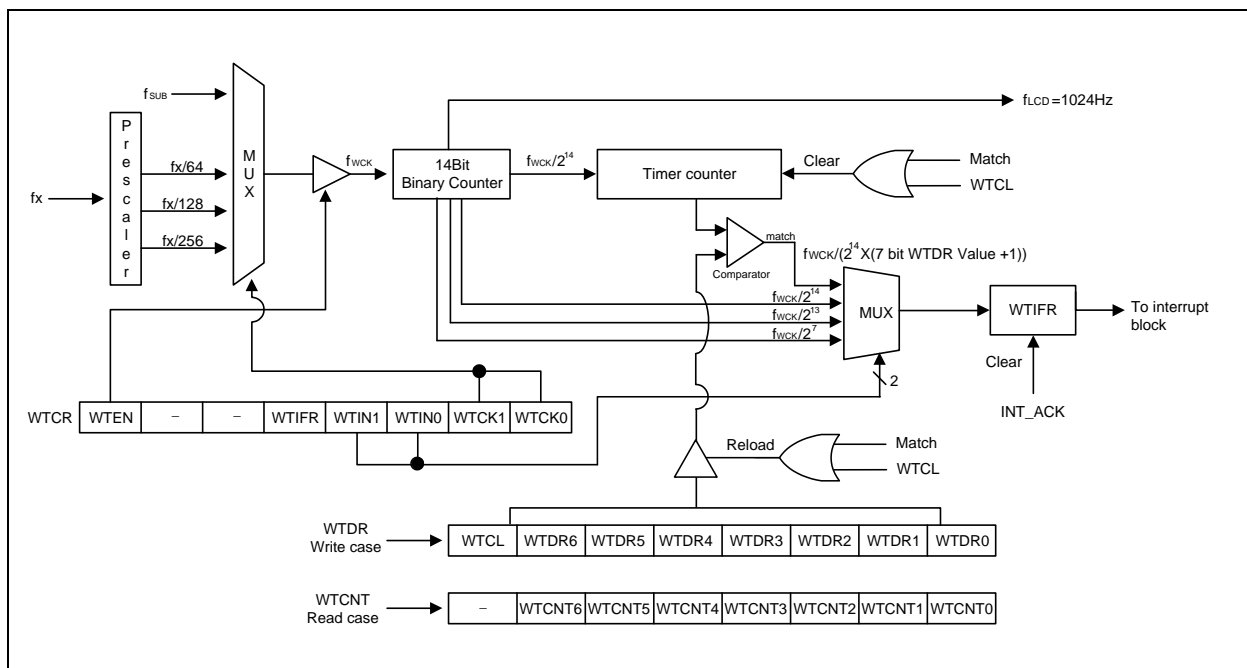 fSUB
Prescaler
fx
fx/64
fx/128
fx/256
MUX
fWCK
14Bit
Binary Counter
fWCK/2^14
Timer counter
fLCD=1024Hz
Clear
Match
WTCL
match
Comparator
fWCK/(2^14 X(7 bit WTDR Value +1))
fWCK/2^14
fWCK/2^13
fWCK/2^7
MUX
2
WTIFR
To interrupt
block
Clear
INT_ACK
WTCR WTEN – – WTIFR WTIN1 WTIN0 WTCK1 WTCK0
Reload
Match
WTCL
WTDR
Write case
WTCL WTDR6 WTDR5 WTDR4 WTDR3 WTDR2 WTDR1 WTDR0
WTCNT
Read case
– WTCNT6 WTCNT5 WTCNT4 WTCNT3 WTCNT2 WTCNT1 WTCNT0